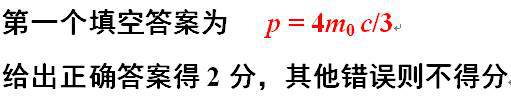 第一个填空答案为 p = 4m₀ c/3
给出正确答案得 2 分，其他错误则不得分